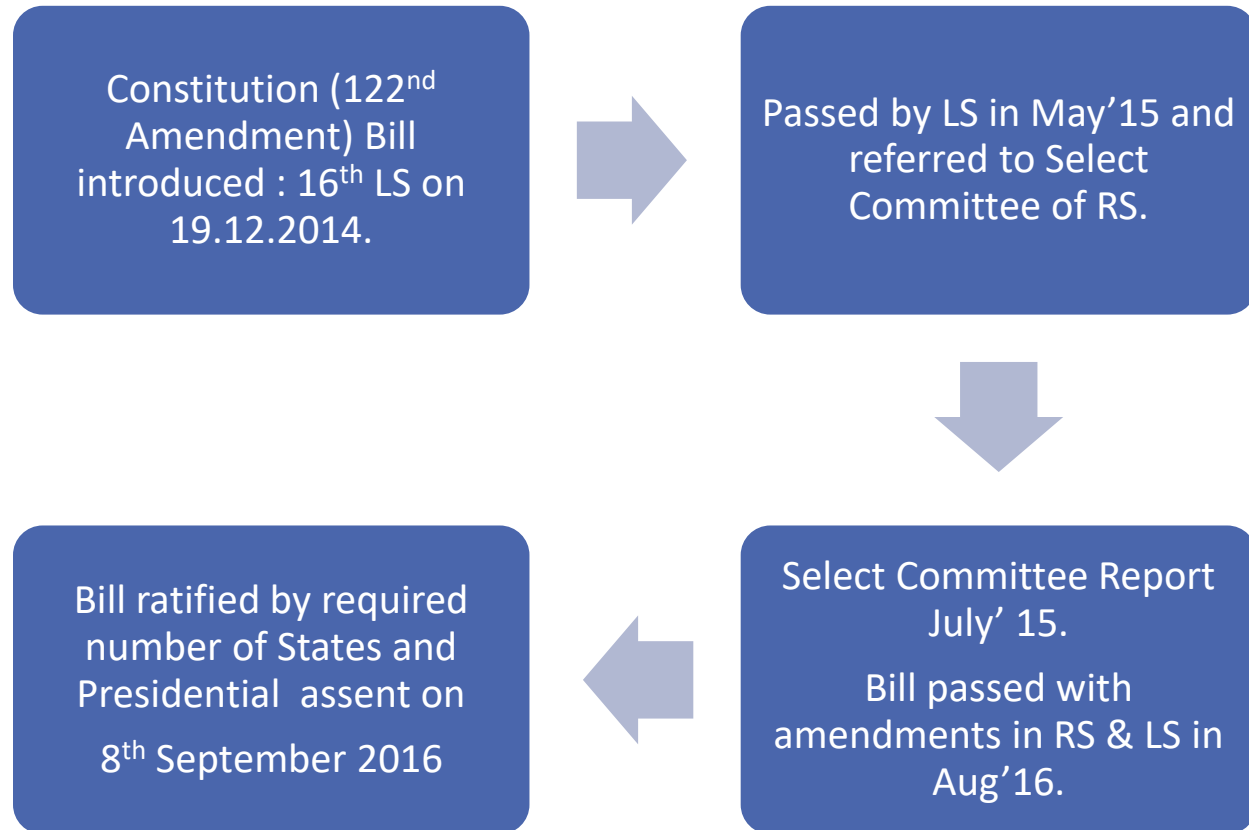 Constitution (122nd
Amendment) Bill
introduced : 16th LS on
19.12.2014.
Passed by LS in May’15 and
referred to Select
Committee of RS.
Select Committee Report
July’ 15.
Bill passed with
amendments in RS & LS in
Aug’16.
Bill ratified by required
number of States and
Presidential  assent on
8th September 2016